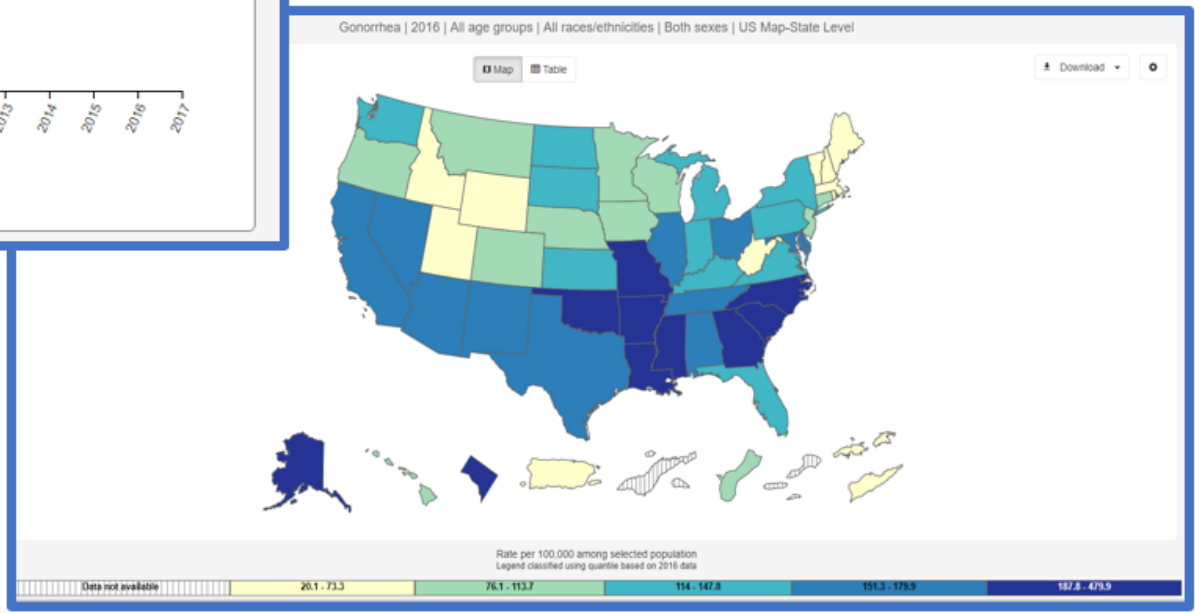 Gonorrhea | 2016 | All age groups | All races/ethnicities | Both sexes | US Map-State Level
Map Table
Download
2014
2015
2016
2017
Rate per 100,000 among selected population
Legend classified using quantile based on 2016 data
Data not available 20.1 - 73.3 76.1 - 113.7 114 - 147.8 151.3 - 179.9 187.8 - 479.9